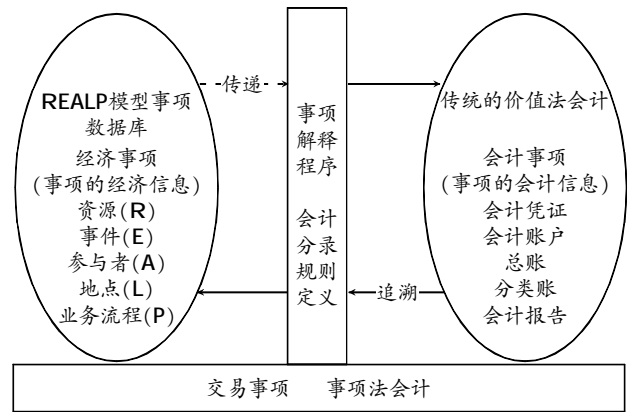 REALP模型事项
数据库
经济事项
(事项的经济信息)
资源(R)
事件(E)
参与者(A)
地点(L)
业务流程(P)
传递
事项
解释
程序
会计
分录
规则
定义
追溯
传统的价值法会计
会计事项
(事项的会计信息)
会计凭证
会计账户
总账
分类账
会计报告
交易事项 事项法会计